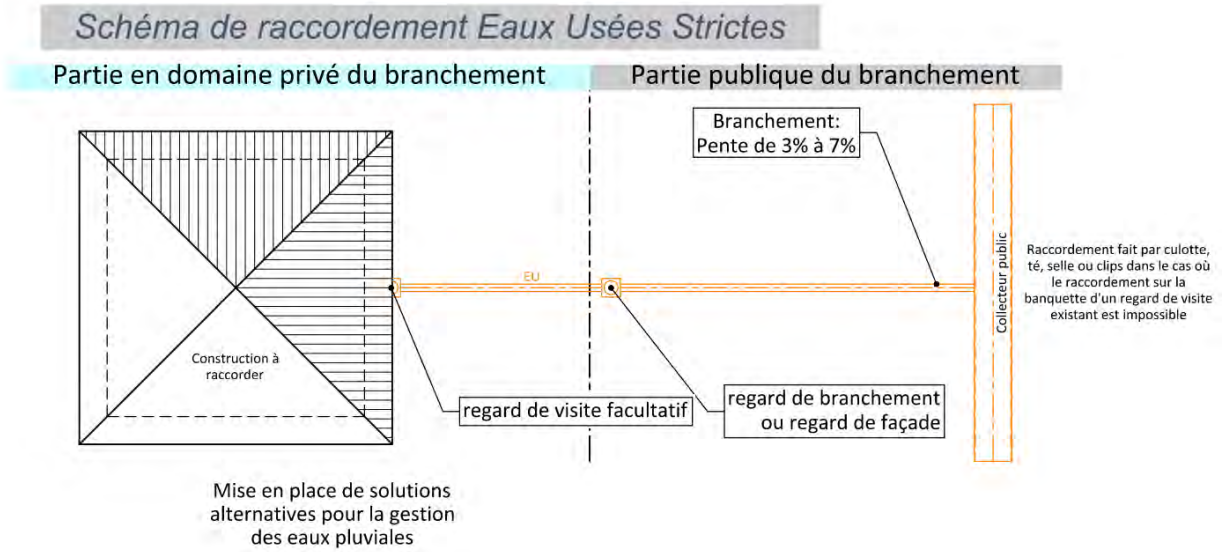 Schéma de raccordement Eaux Usées Strictes
Partie en domaine privé du branchement
Partie publique du branchement
Branchement:
Pente de 3% à 7%
EU
Collecteur public
Raccordement fait par culotte,
té, selle ou clips dans le cas où
le raccordement sur la
banquette d'un regard de visite
existant est impossible
Construction à
raccorder
regard de visite facultatif
regard de branchement
ou regard de façade
Mise en place de solutions
alternatives pour la gestion
des eaux pluviales